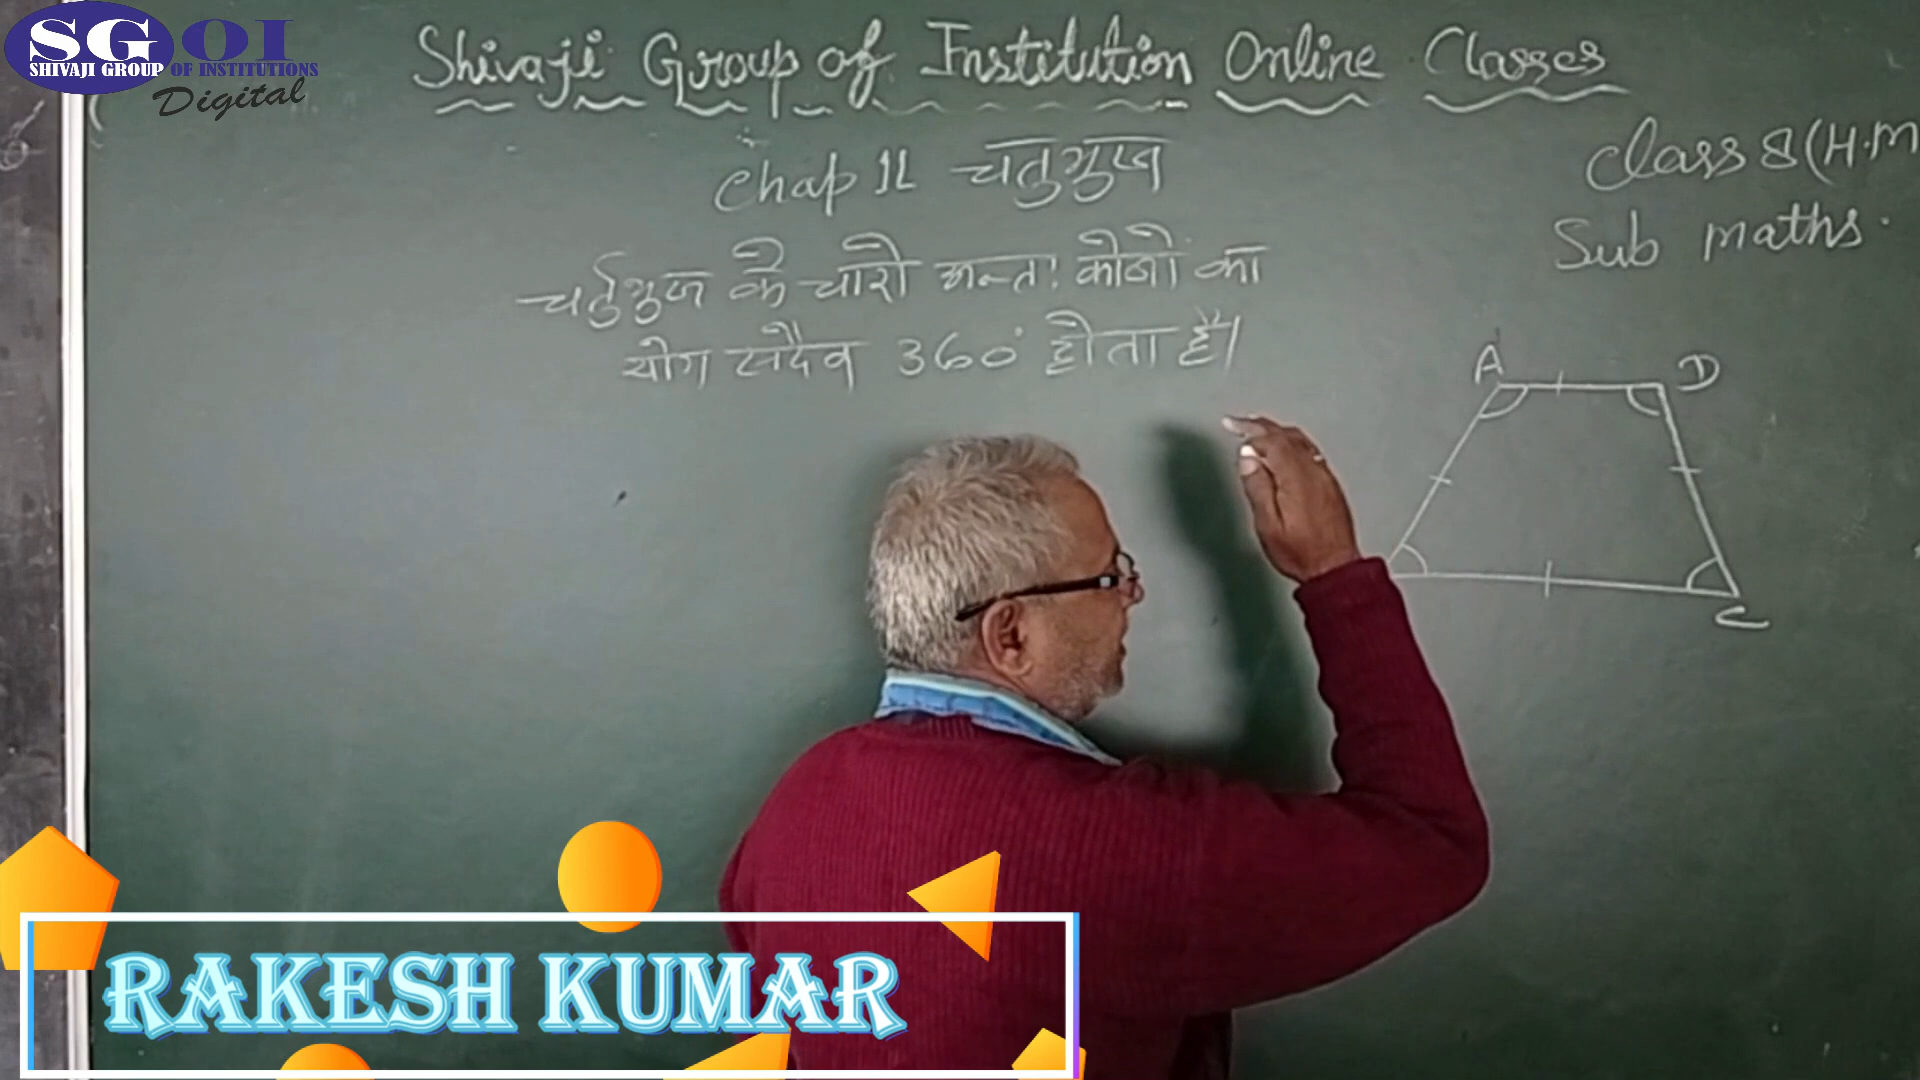 SGOI
SHIVAJI GROUP OF INSTITUTIONS
Digital
Shivaji Group of Institution Online Classes
Chap 11 चतुर्भुज
Class 8 (H.M
Sub maths.
चर्तुभुज के चारो अन्त: कोनों का
योग सदैव 360° होता है।
A
D
C
RAKESH KUMAR